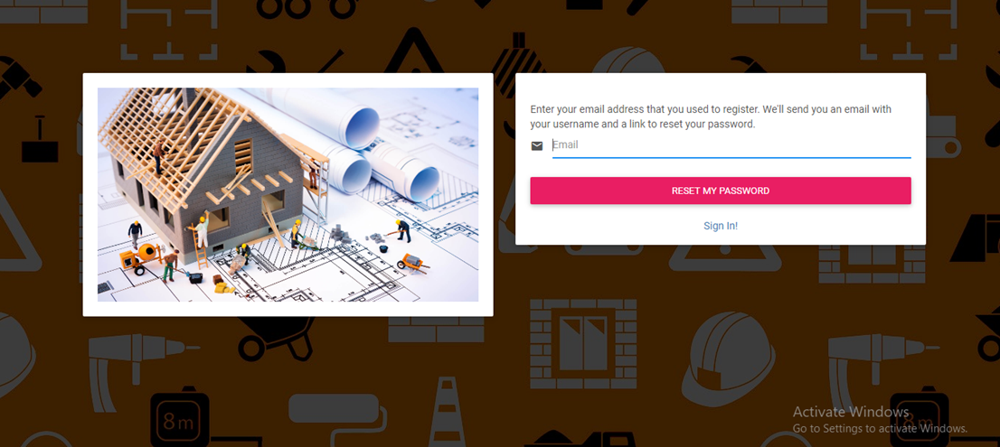 Enter your email address that you used to register. We'll send you an email with
your username and a link to reset your password.
Email
RESET MY PASSWORD
Sign In!
8m
8m
Activate Windows
Go to Settings to activate Windows.